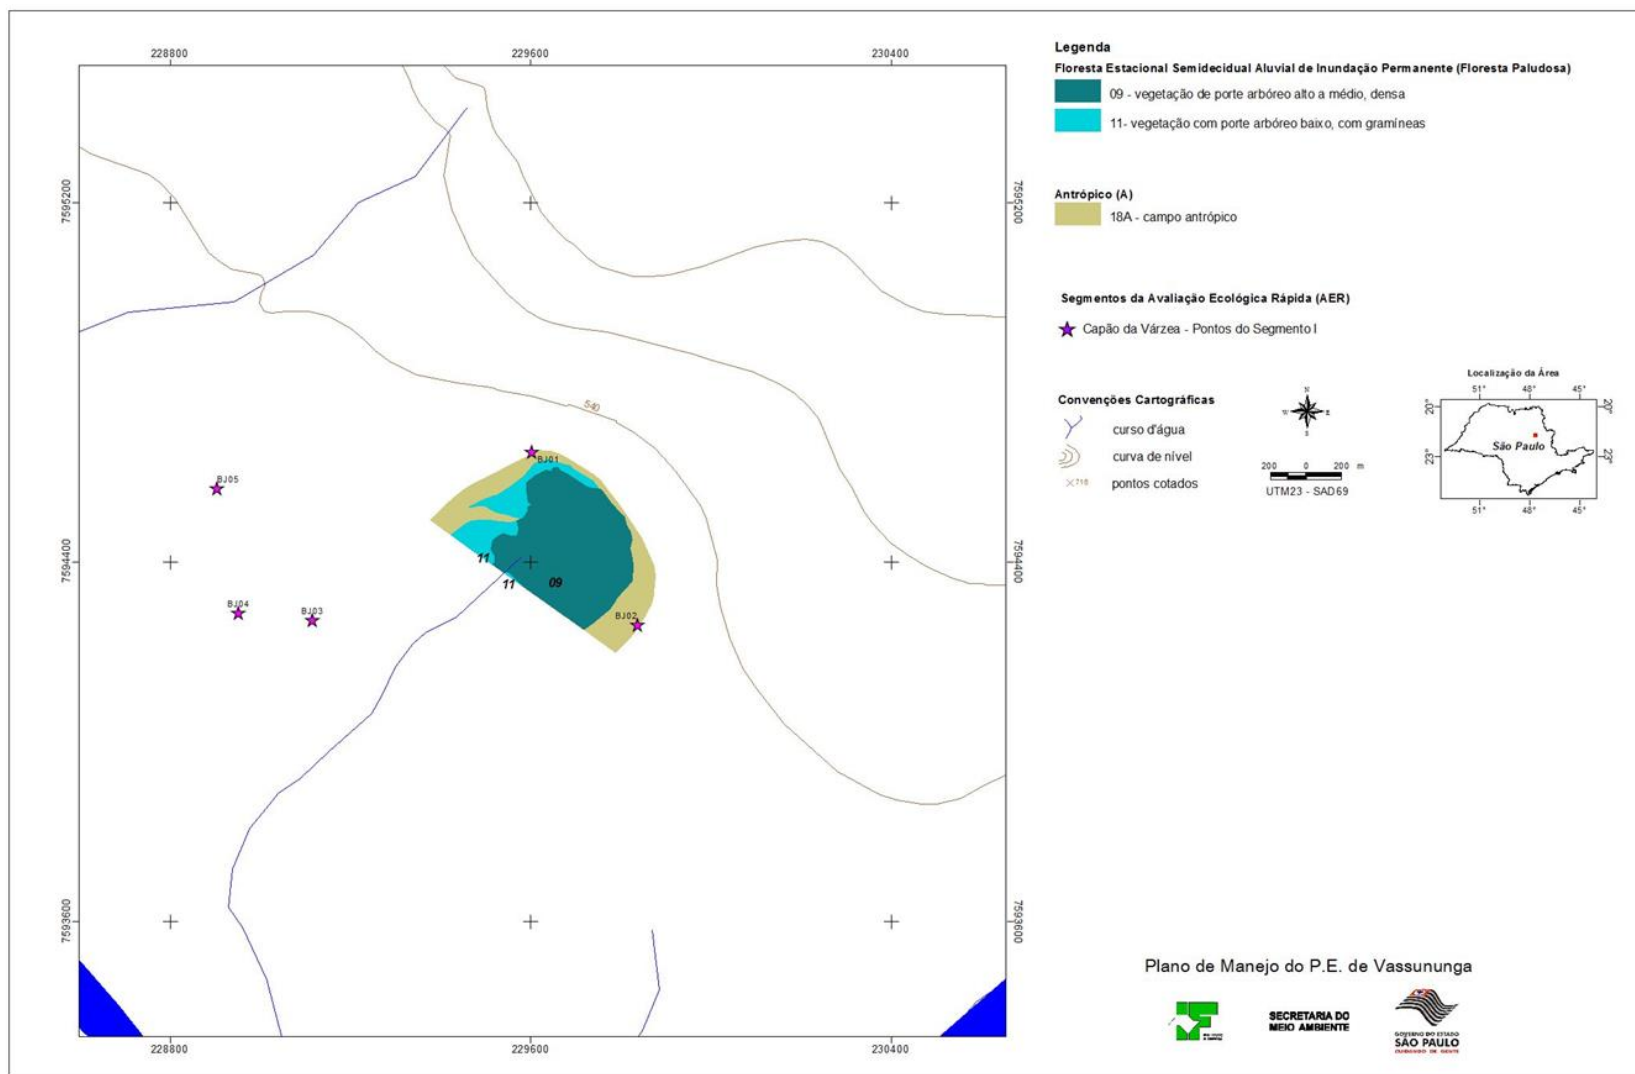 228800
229600
230400
7595200
7595200
540
BJ01
BJ05
11
7594400
7594400
11
09
BJ04
BJ03
BJ02
7593600
7593600
228800
229600
230400
Legenda
Floresta Estacional Semidecidual Aluvial de Inundação Permanente (Floresta Paludosa)
09 - vegetação de porte arbóreo alto a médio, densa
11- vegetação com porte arbóreo baixo, com gramíneas
Antrópico (A)
18A - campo antrópico
Segmentos da Avaliação Ecológica Rápida (AER)
Capão da Várzea - Pontos do Segmento I
Convenções Cartográficas
curso d'água
curva de nível
×718 pontos cotados
N
W E
S
200 0 200 m
UTM23 - SAD69
Localização da Área
51° 48° 45°
20° 20°
São Paulo
23° 23°
51° 48° 45°
Plano de Manejo do P.E. de Vassununga
IF
SECRETARIA DO
MEIO AMBIENTE
GOVERNO DO ESTADO
SÃO PAULO
CUIDANDO DE GENTE